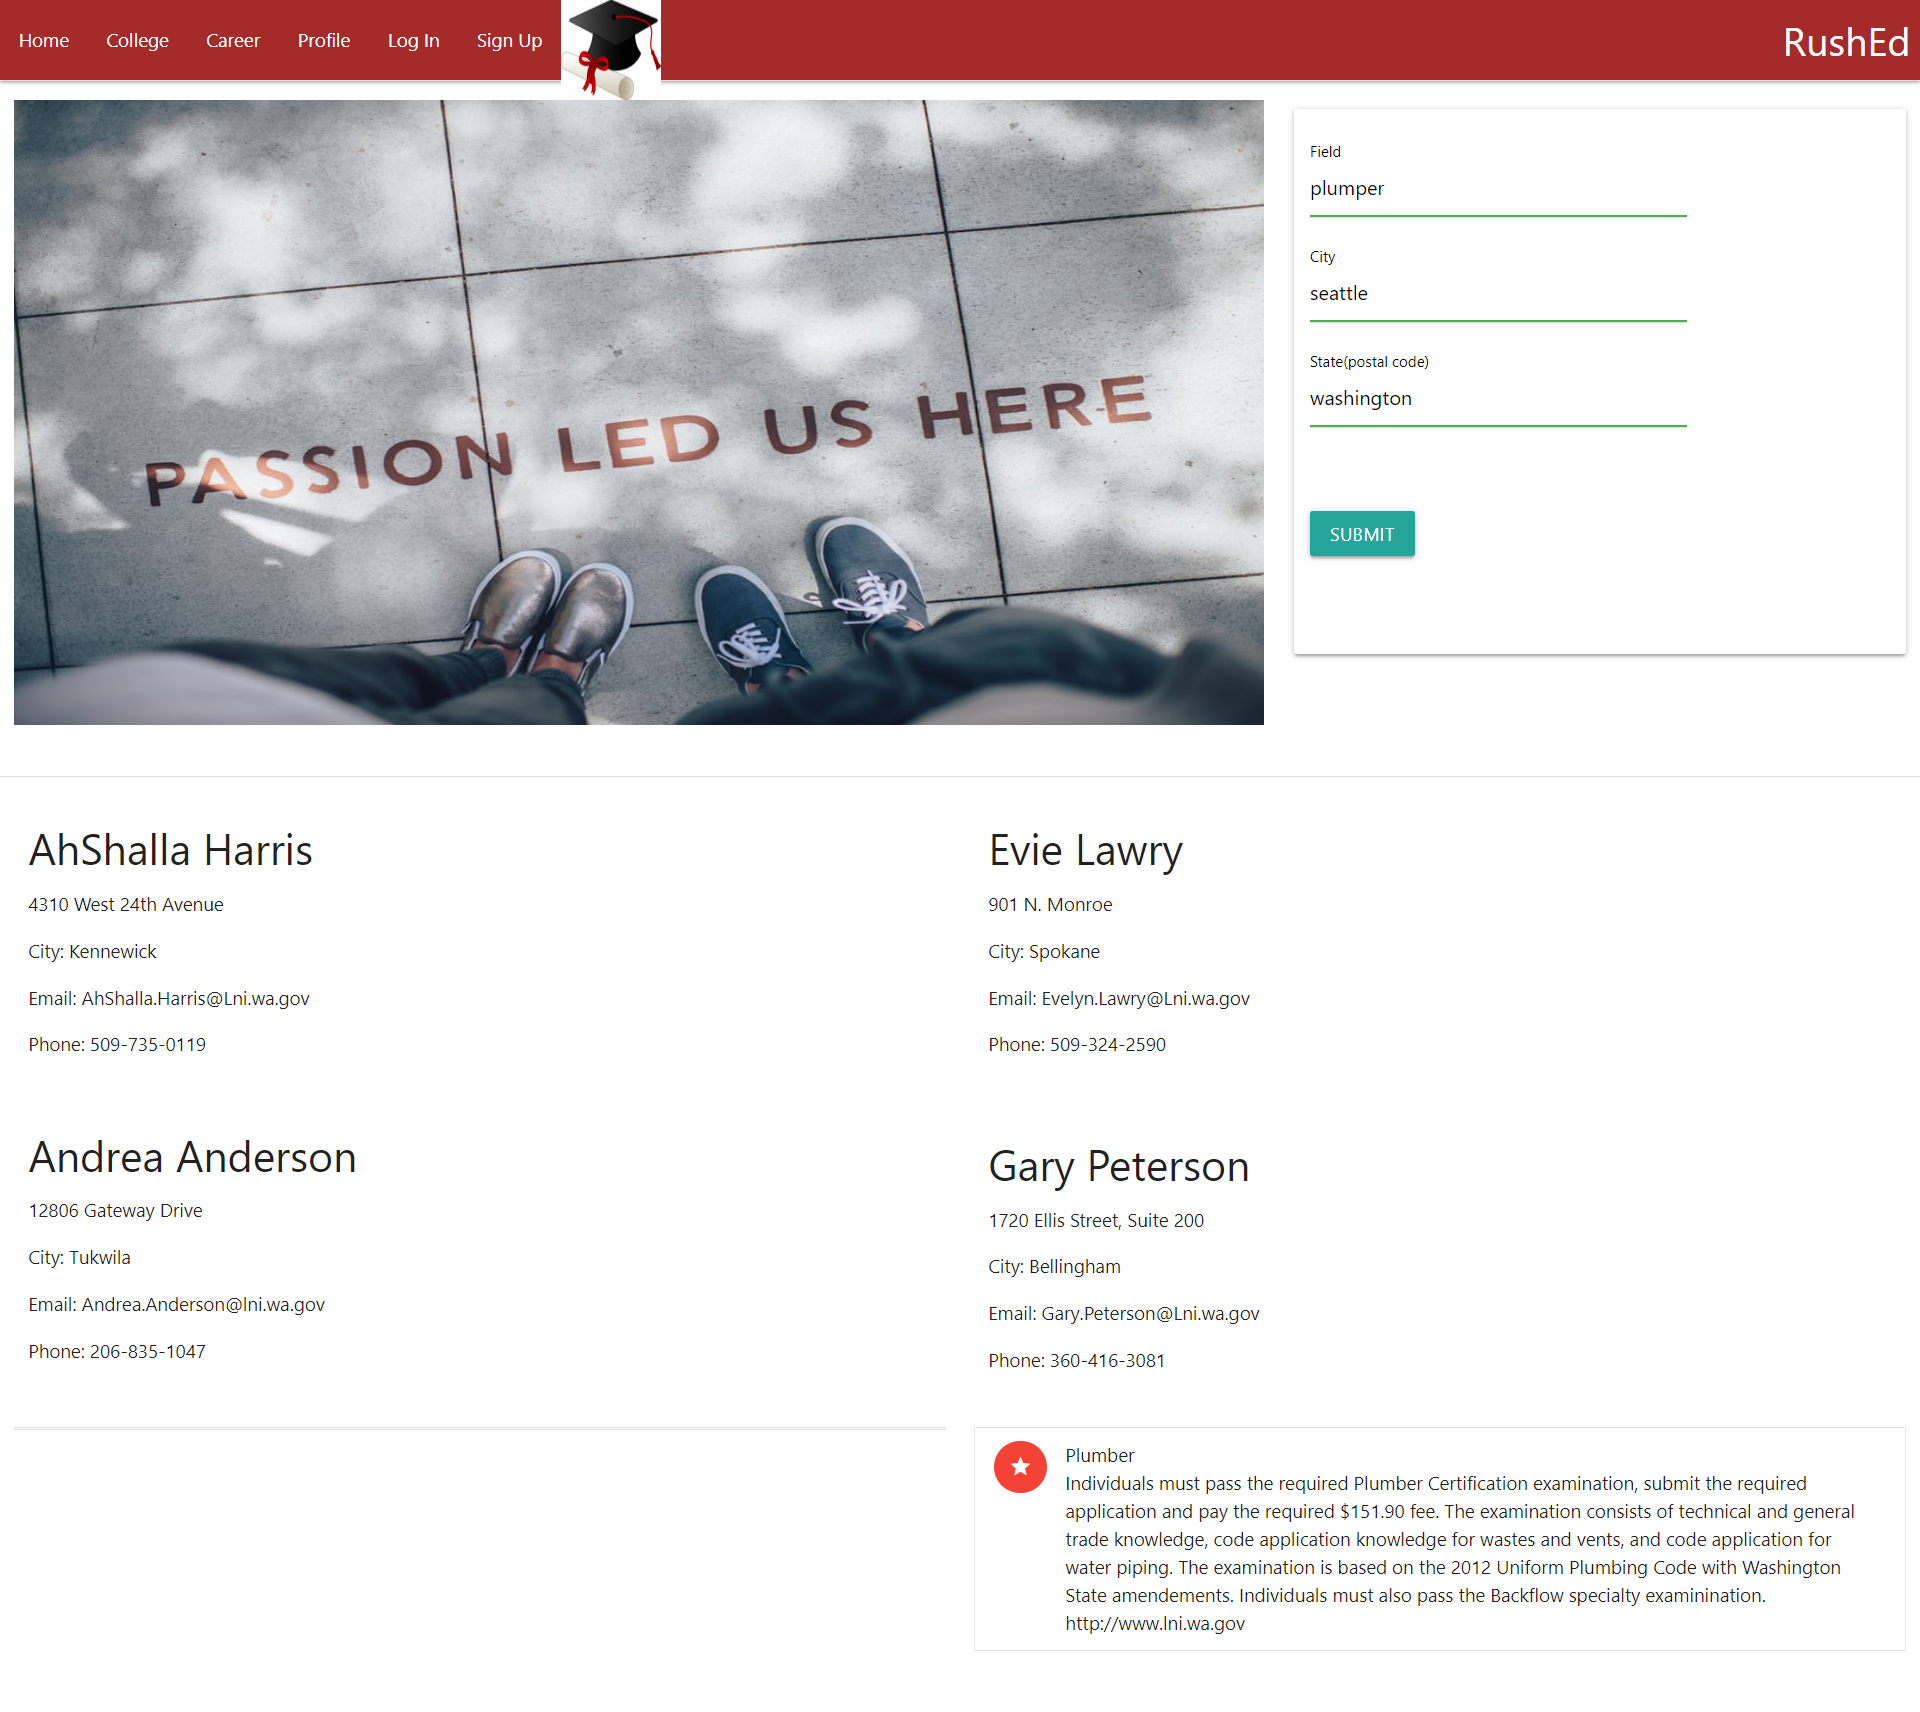 Home College Career Profile Log In Sign Up RushEd
PASSION LED US HERE
Field
plumper
City
seattle
State(postal code)
washington
SUBMIT
AhShalla Harris
4310 West 24th Avenue
City: Kennewick
Email: AhShalla.Harris@Lni.wa.gov
Phone: 509-735-0119
Evie Lawry
901 N. Monroe
City: Spokane
Email: Evelyn.Lawry@Lni.wa.gov
Phone: 509-324-2590
Andrea Anderson
12806 Gateway Drive
City: Tukwila
Email: Andrea.Anderson@lni.wa.gov
Phone: 206-835-1047
Gary Peterson
1720 Ellis Street, Suite 200
City: Bellingham
Email: Gary.Peterson@Lni.wa.gov
Phone: 360-416-3081
Plumber
Individuals must pass the required Plumber Certification examination, submit the required
application and pay the required $151.90 fee. The examination consists of technical and general
trade knowledge, code application knowledge for wastes and vents, and code application for
water piping. The examination is based on the 2012 Uniform Plumbing Code with Washington
State amendements. Individuals must also pass the Backflow specialty examinination.
http://www.lni.wa.gov